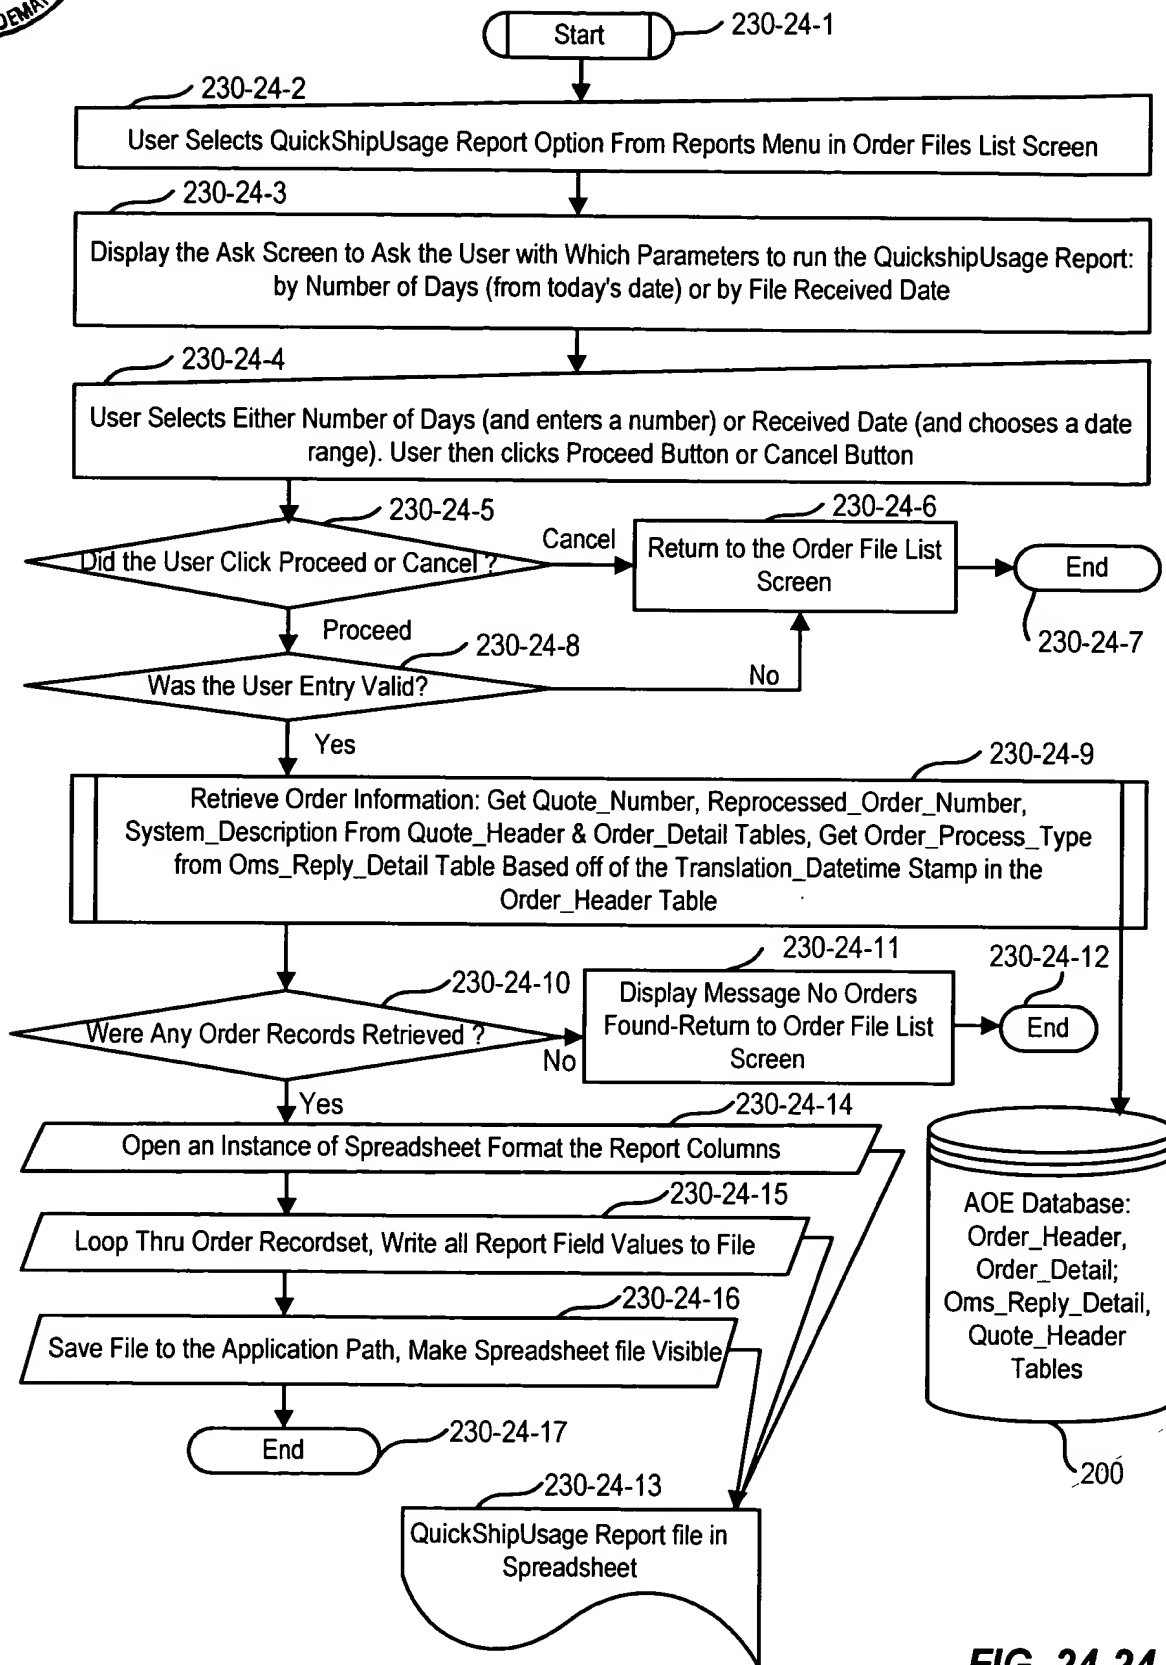 DEMAR
Start
230-24-1
230-24-2
User Selects QuickShipUsage Report Option From Reports Menu in Order Files List Screen
230-24-3
Display the Ask Screen to Ask the User with Which Parameters to run the QuickshipUsage Report:
by Number of Days (from today's date) or by File Received Date
230-24-4
User Selects Either Number of Days (and enters a number) or Received Date (and chooses a date
range). User then clicks Proceed Button or Cancel Button
230-24-5
230-24-6
Did the User Click Proceed or Cancel ?
Cancel
Return to the Order File List
Screen
End
230-24-7
Proceed
230-24-8
Was the User Entry Valid?
No
Yes
230-24-9
Retrieve Order Information: Get Quote_Number, Reprocessed_Order_Number,
System_Description From Quote_Header & Order_Detail Tables, Get Order_Process_Type
from Oms_Reply_Detail Table Based off of the Translation_Datetime Stamp in the
Order_Header Table
230-24-10
230-24-11
230-24-12
Were Any Order Records Retrieved ?
No
Display Message No Orders
Found-Return to Order File List
Screen
End
Yes
230-24-14
Open an Instance of Spreadsheet Format the Report Columns
230-24-15
Loop Thru Order Recordset, Write all Report Field Values to File
230-24-16
Save File to the Application Path, Make Spreadsheet file Visible
AOE Database:
Order_Header,
Order_Detail;
Oms_Reply_Detail,
Quote_Header
Tables
200
End
230-24-17
230-24-13
QuickShipUsage Report file in
Spreadsheet
FIG. 24-24